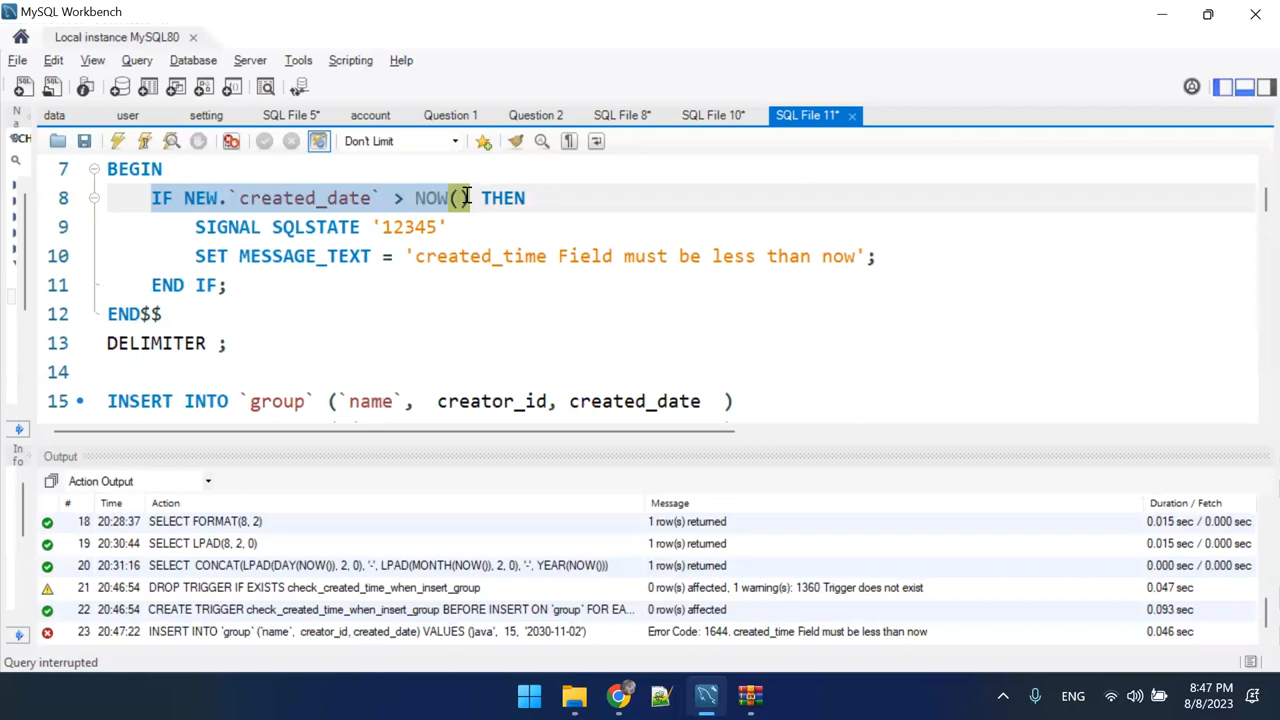 MySQL Workbench
Local instance MySQL80
File Edit View Query Database Server Tools Scripting Help
data user setting SQL File 5* account Question 1 Question 2 SQL File 8* SQL File 10* SQL File 11*
Don't Limit
7 BEGIN
8 IF NEW.`created_date` > NOW() THEN
9 SIGNAL SQLSTATE '12345'
10 SET MESSAGE_TEXT = 'created_time Field must be less than now';
11 END IF;
12 END$$
13 DELIMITER ;
14
15 INSERT INTO `group` (`name`, creator_id, created_date )
Output
Action Output
# Time Action Message Duration / Fetch
18 20:28:37 SELECT FORMAT(8, 2) 1 row(s) returned 0.015 sec / 0.000 sec
19 20:30:44 SELECT LPAD(8, 2, 0) 1 row(s) returned 0.015 sec / 0.000 sec
20 20:31:16 SELECT CONCAT(LPAD(DAY(NOW()), 2, 0), '-', LPAD(MONTH(NOW()), 2, 0), '-', YEAR(NOW())) 1 row(s) returned 0.000 sec / 0.000 sec
21 20:46:54 DROP TRIGGER IF EXISTS check_created_time_when_insert_group 0 row(s) affected, 1 warning(s): 1360 Trigger does not exist 0.047 sec
22 20:46:54 CREATE TRIGGER check_created_time_when_insert_group BEFORE INSERT ON `group` FOR EA... 0 row(s) affected 0.093 sec
23 20:47:22 INSERT INTO `group` (`name`, creator_id, created_date) VALUES ('java', 15, '2030-11-02') Error Code: 1644. created_time Field must be less than now 0.046 sec
Query interrupted
ENG
8:47 PM
8/8/2023